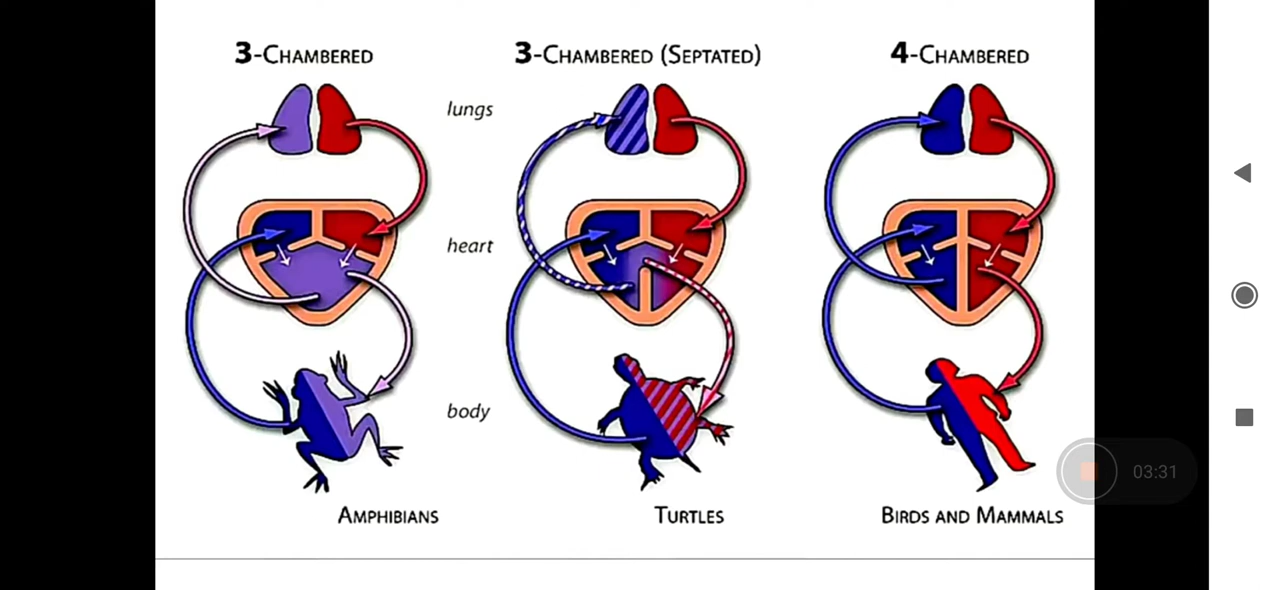 3-CHAMBERED
3-CHAMBERED (SEPTATED)
4-CHAMBERED
lungs
heart
body
AMPHIBIANS
TURTLES
BIRDS AND MAMMALS
03:31